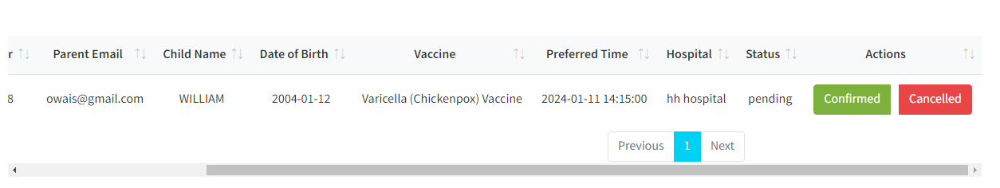 r Parent Email Child Name Date of Birth Vaccine Preferred Time Hospital Status Actions
8 owais@gmail.com WILLIAM 2004-01-12 Varicella (Chickenpox) Vaccine 2024-01-11 14:15:00 hh hospital pending Confirmed Cancelled
Previous 1 Next